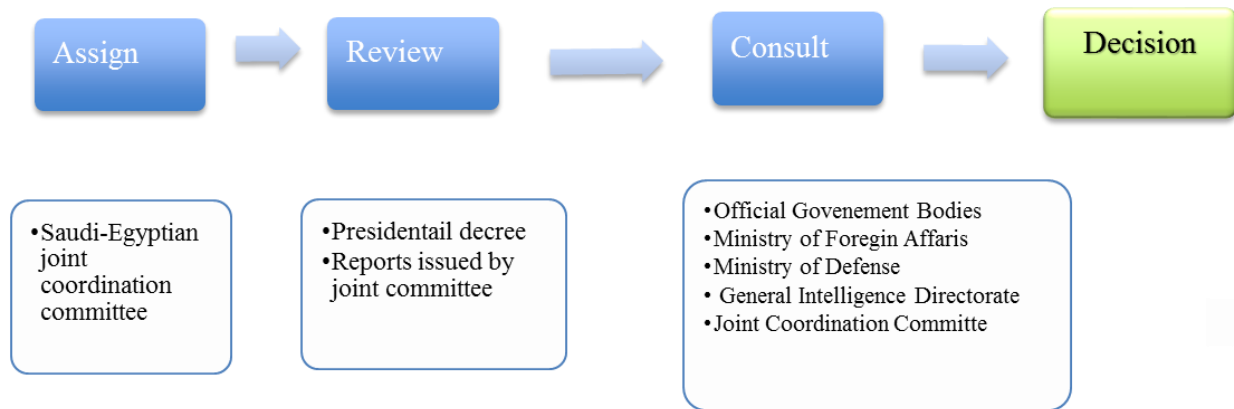 Assign
Review
Consult
Decision
•Saudi-Egyptian
joint
coordination
committee
•Presidentail decree
•Reports issued by
joint committee
•Official Govenement Bodies
•Ministry of Foregin Affaris
•Ministry of Defense
• General Intelligence Directorate
•Joint Coordination Committe